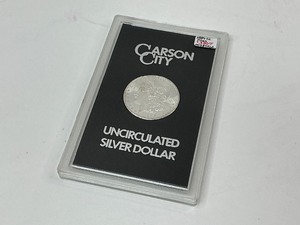 CARSON
CITY
UNCIRCULATED
SILVER DOLLAR